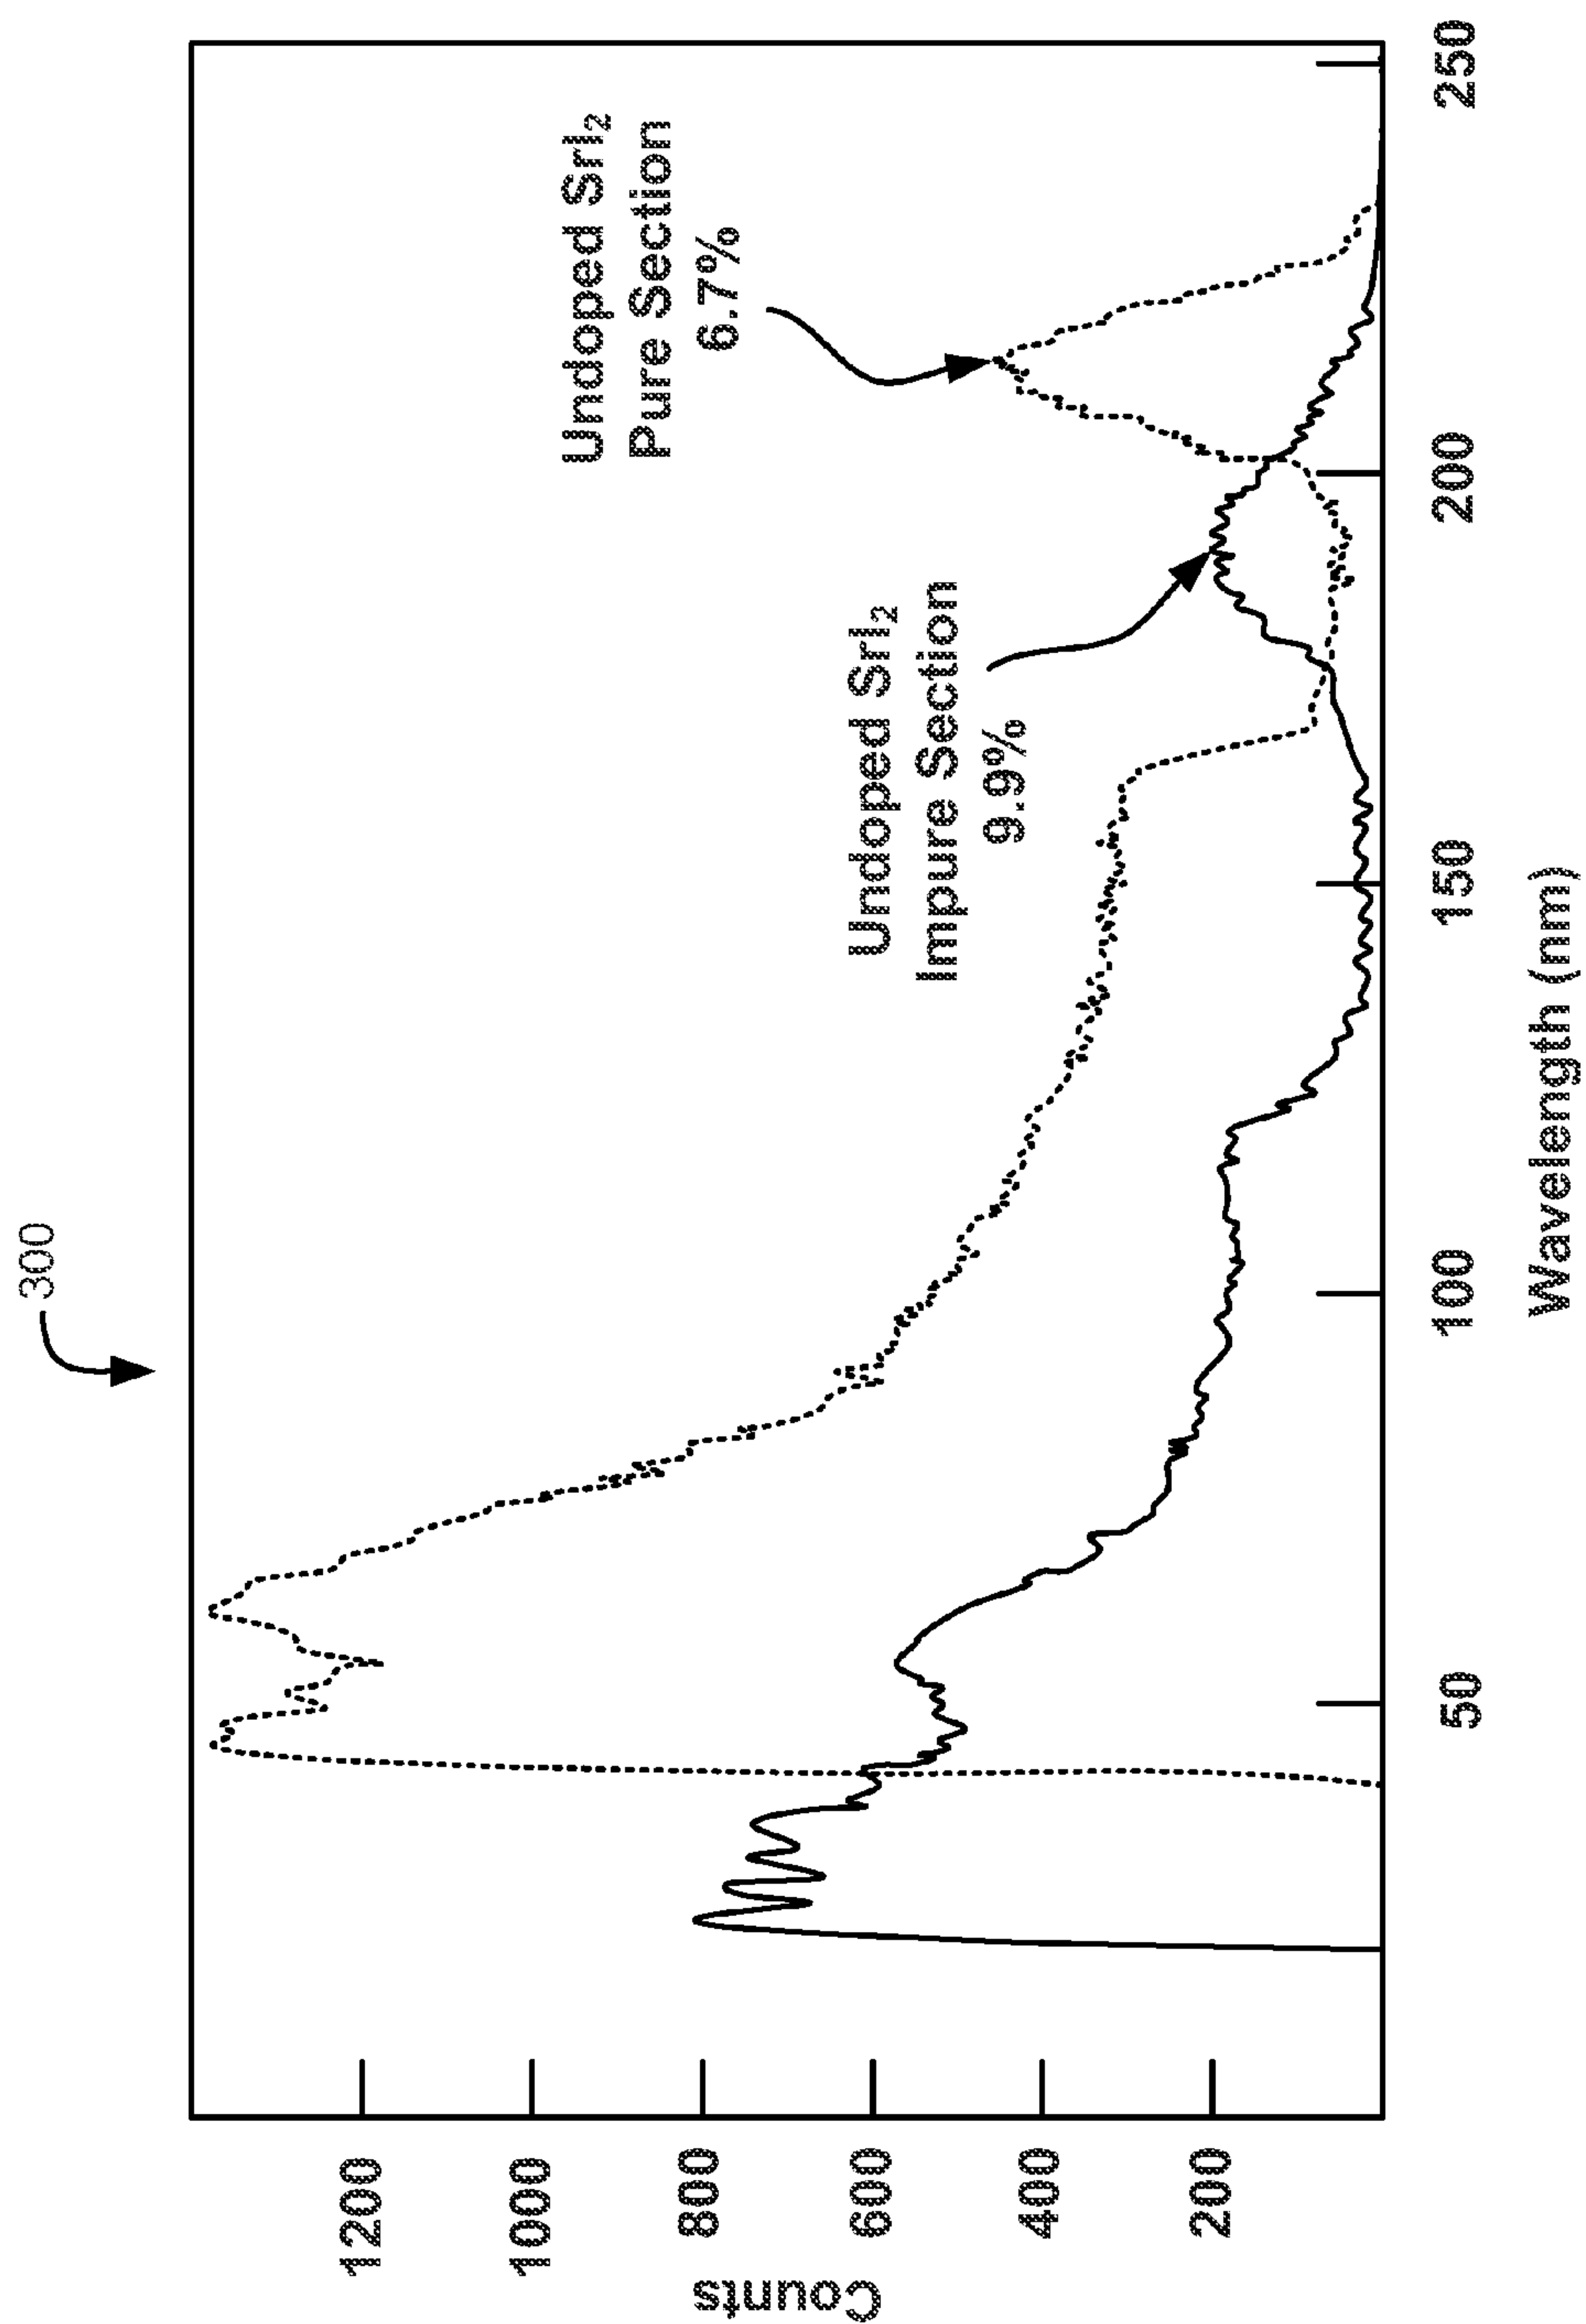 300
Undoped SrI2
Pure Section
6.7%
Undoped SrI2
Impure Section
9.9%
Counts
1200
1000
800
600
400
200
50
100
150
200
250
Wavelength (nm)